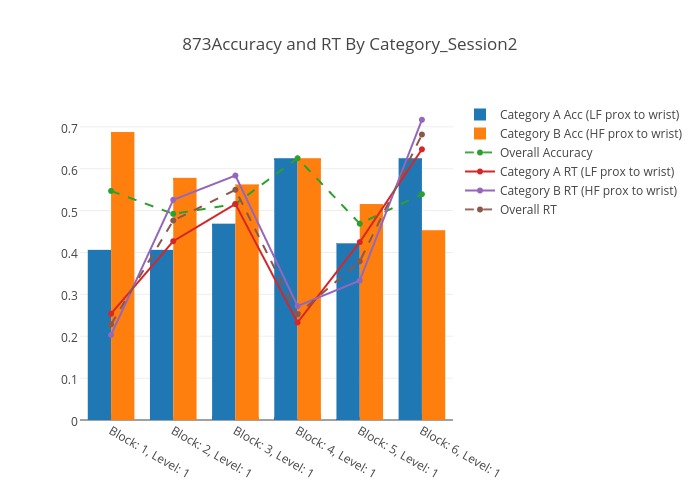 873Accuracy and RT By Category_Session2
Category A Acc (LF prox to wrist)
Category B Acc (HF prox to wrist)
Overall Accuracy
Category A RT (LF prox to wrist)
Category B RT (HF prox to wrist)
Overall RT
0.7
0.6
0.5
0.4
0.3
0.2
0.1
0
Block: 1, Level: 1
Block: 2, Level: 1
Block: 3, Level: 1
Block: 4, Level: 1
Block: 5, Level: 1
Block: 6, Level: 1